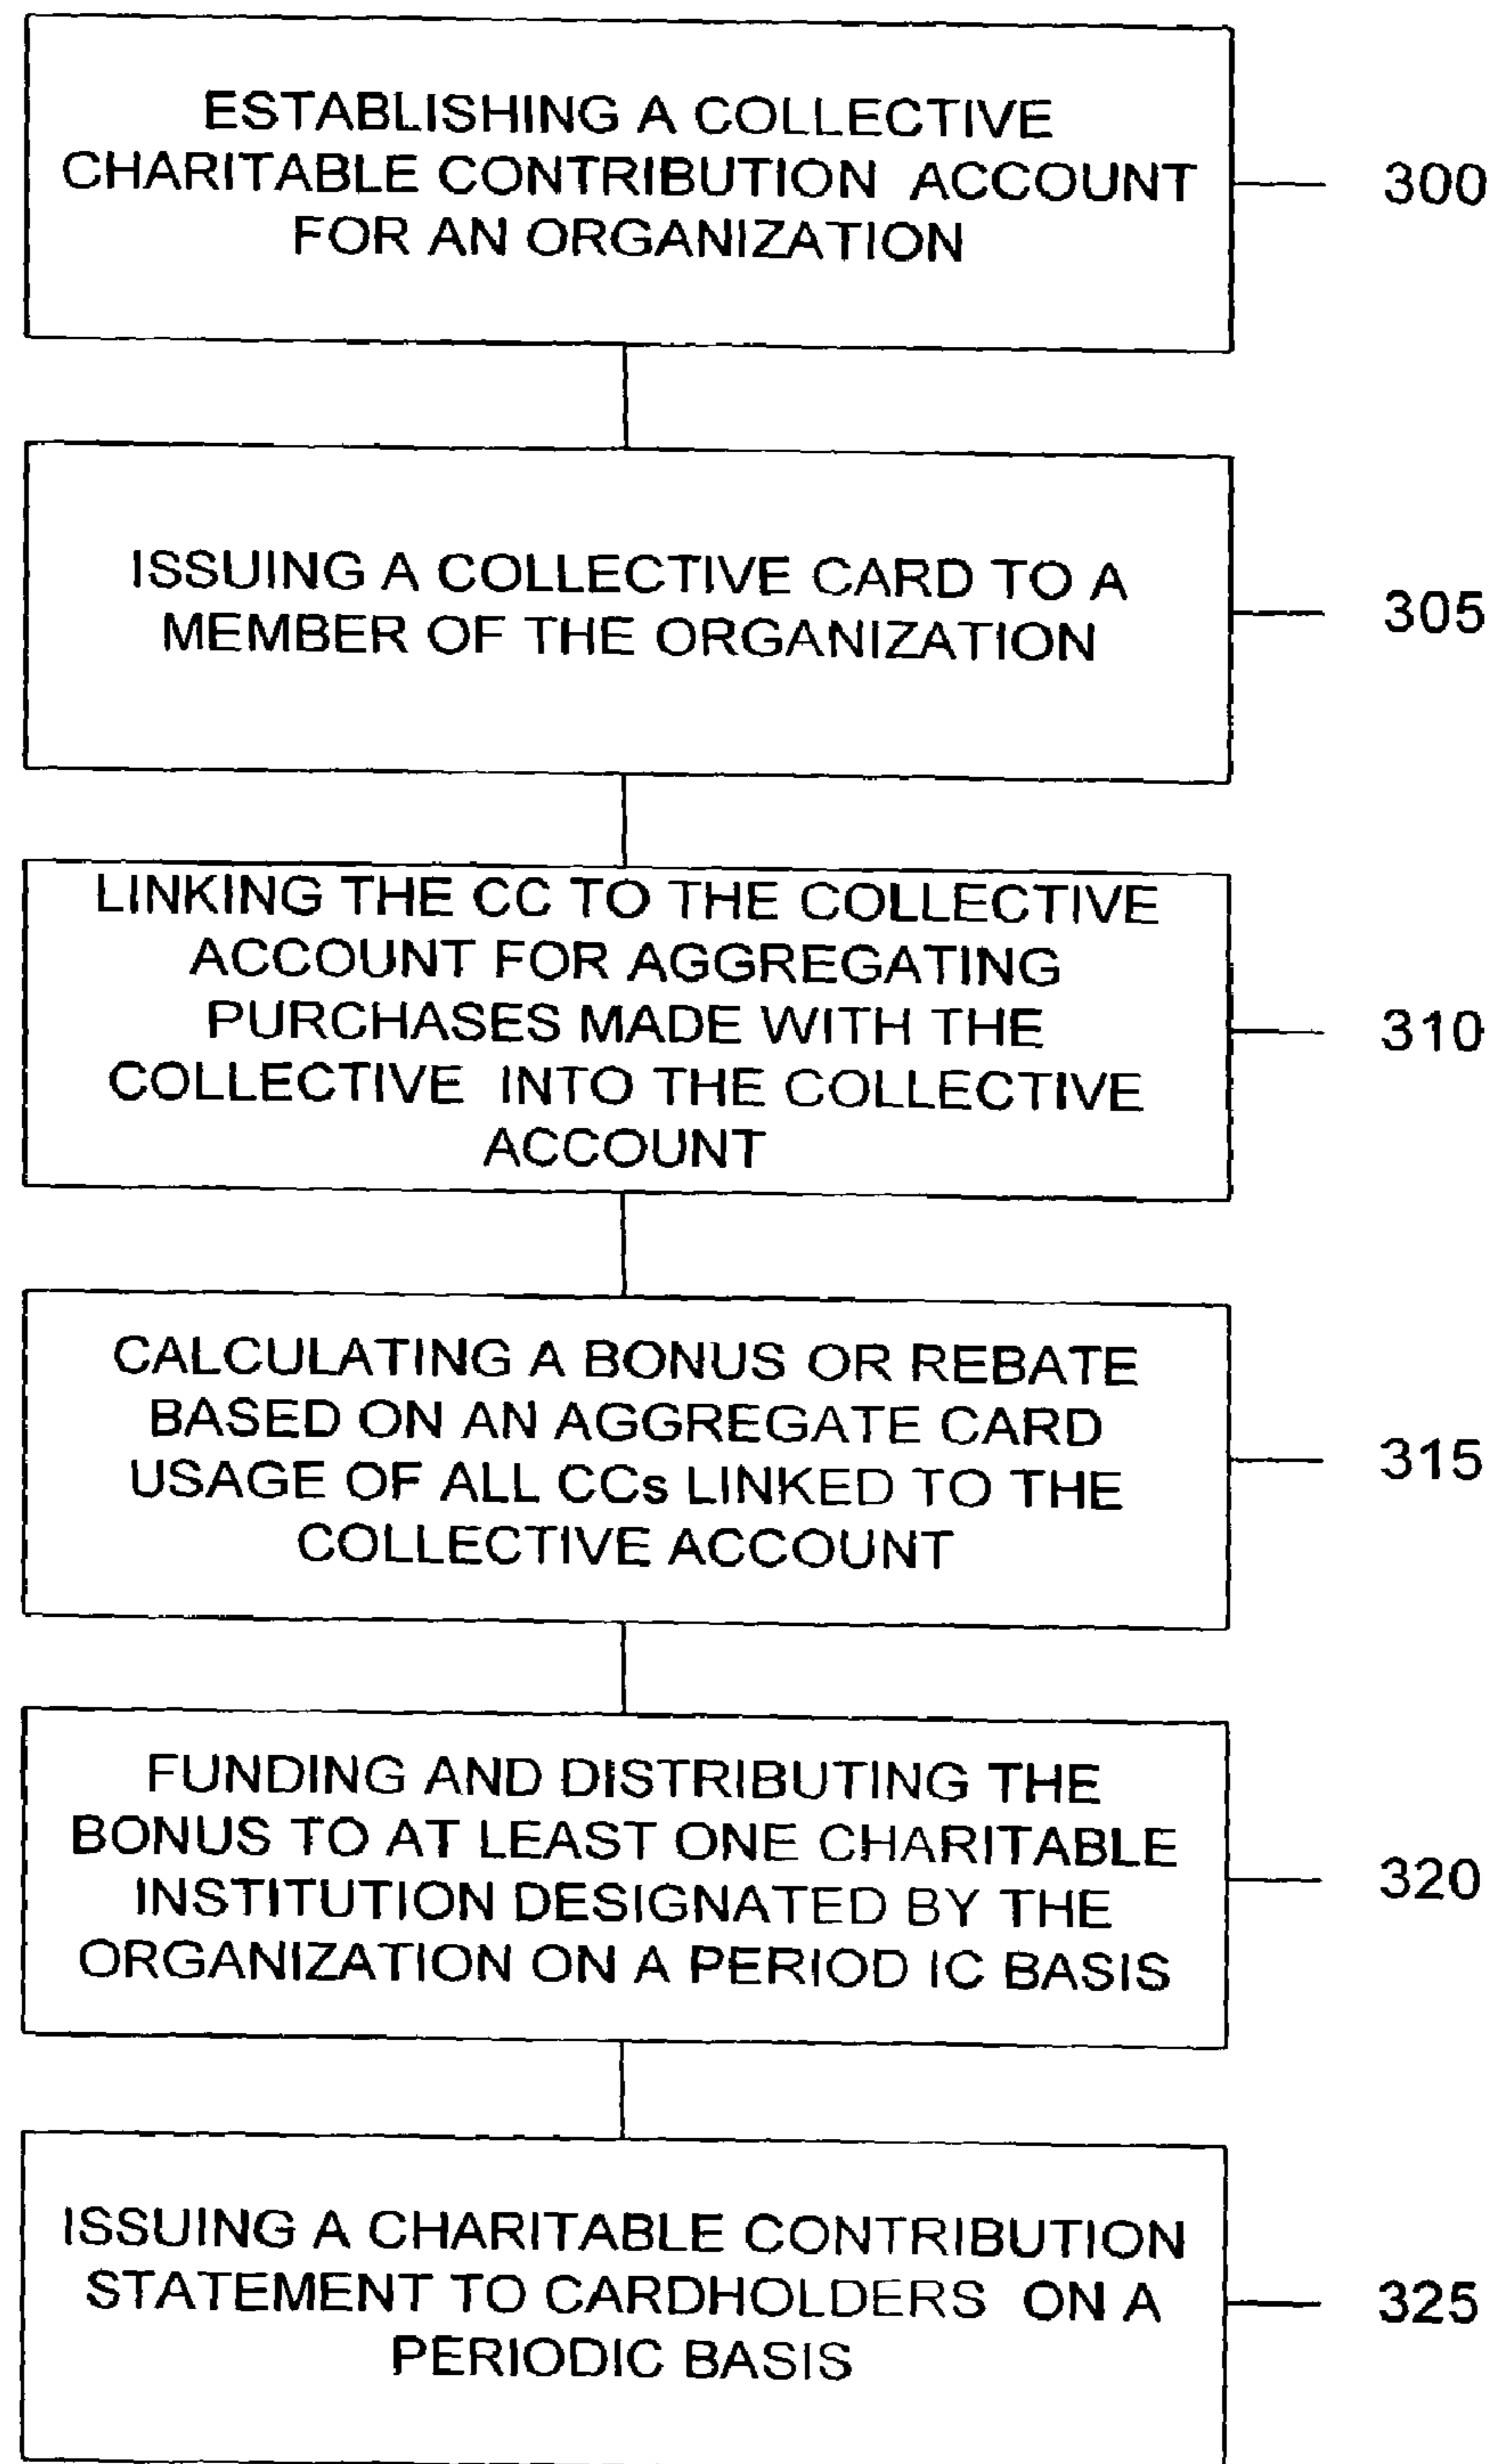 ESTABLISHING A COLLECTIVE
CHARITABLE CONTRIBUTION ACCOUNT
FOR AN ORGANIZATION
300
ISSUING A COLLECTIVE CARD TO A
MEMBER OF THE ORGANIZATION
305
LINKING THE CC TO THE COLLECTIVE
ACCOUNT FOR AGGREGATING
PURCHASES MADE WITH THE
COLLECTIVE INTO THE COLLECTIVE
ACCOUNT
310
CALCULATING A BONUS OR REBATE
BASED ON AN AGGREGATE CARD
USAGE OF ALL CCs LINKED TO THE
COLLECTIVE ACCOUNT
315
FUNDING AND DISTRIBUTING THE
BONUS TO AT LEAST ONE CHARITABLE
INSTITUTION DESIGNATED BY THE
ORGANIZATION ON A PERIOD IC BASIS
320
ISSUING A CHARITABLE CONTRIBUTION
STATEMENT TO CARDHOLDERS ON A
PERIODIC BASIS
325